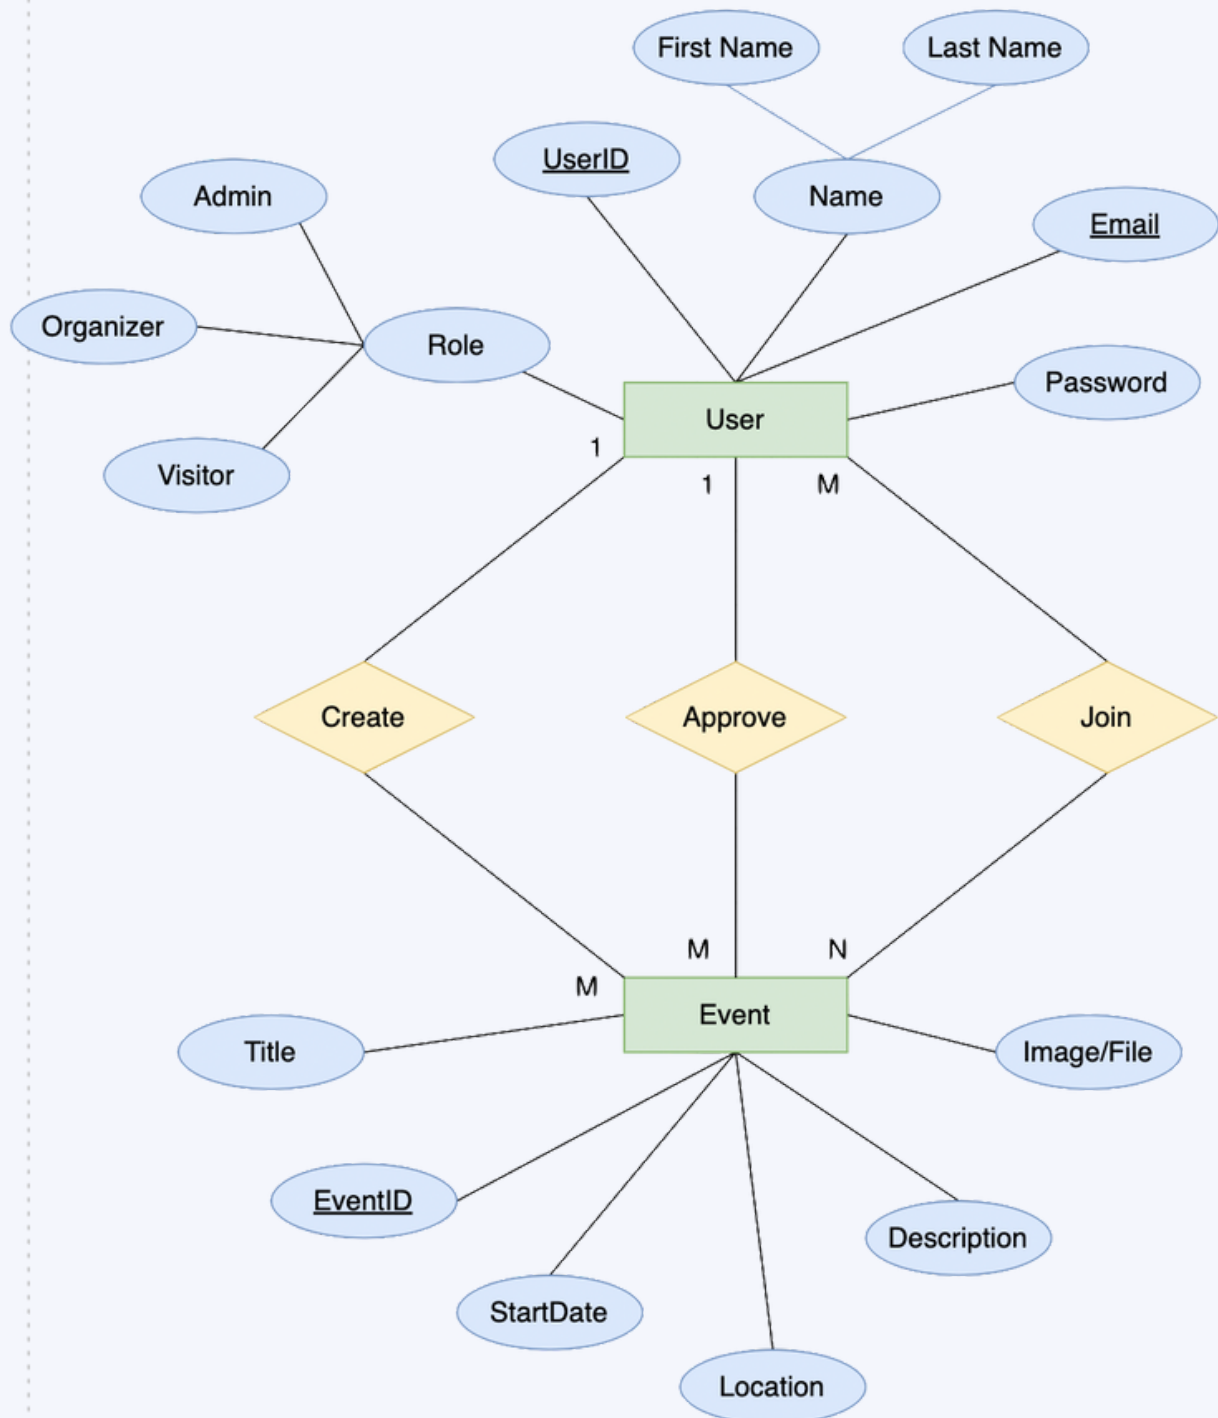 First Name
Last Name
UserID
Name
Admin
Email
Organizer
Role
Password
User
Visitor
1
1
M
Create
Approve
Join
M
N
M
Event
Title
Image/File
EventID
Description
StartDate
Location